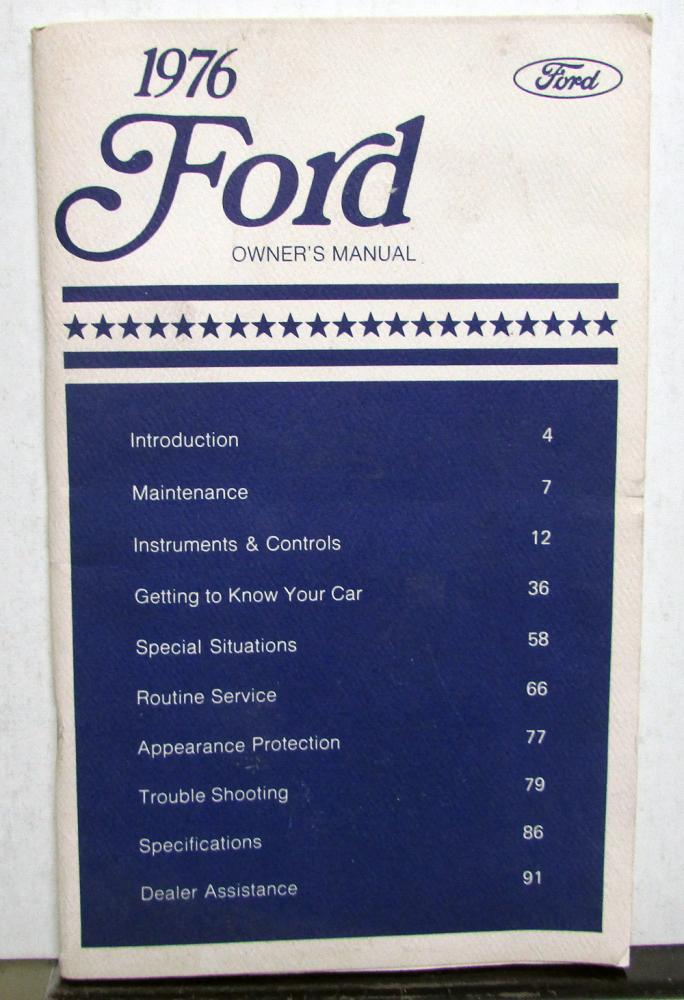 1976
Ford
Ford
OWNER'S MANUAL
Introduction 4
Maintenance 7
Instruments & Controls 12
Getting to Know Your Car 36
Special Situations 58
Routine Service 66
Appearance Protection 77
Trouble Shooting 79
Specifications 86
Dealer Assistance 91